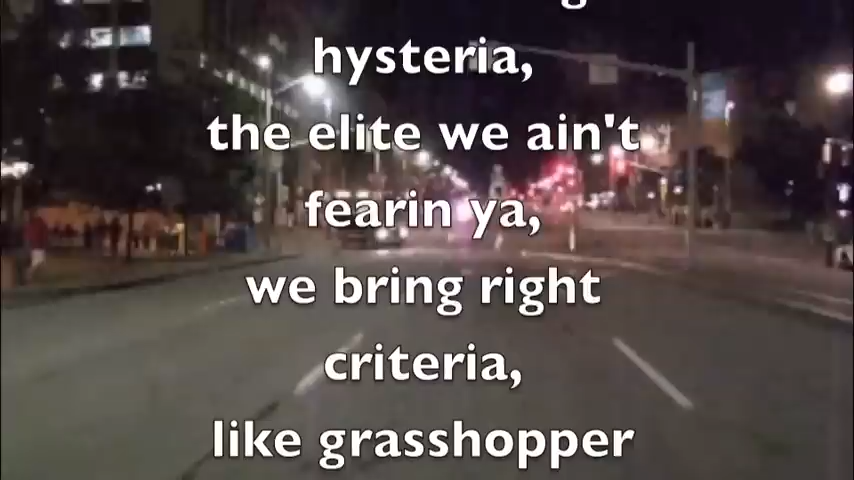 hysteria,
the elite we ain't
fearin ya,
we bring right
criteria,
like grasshopper